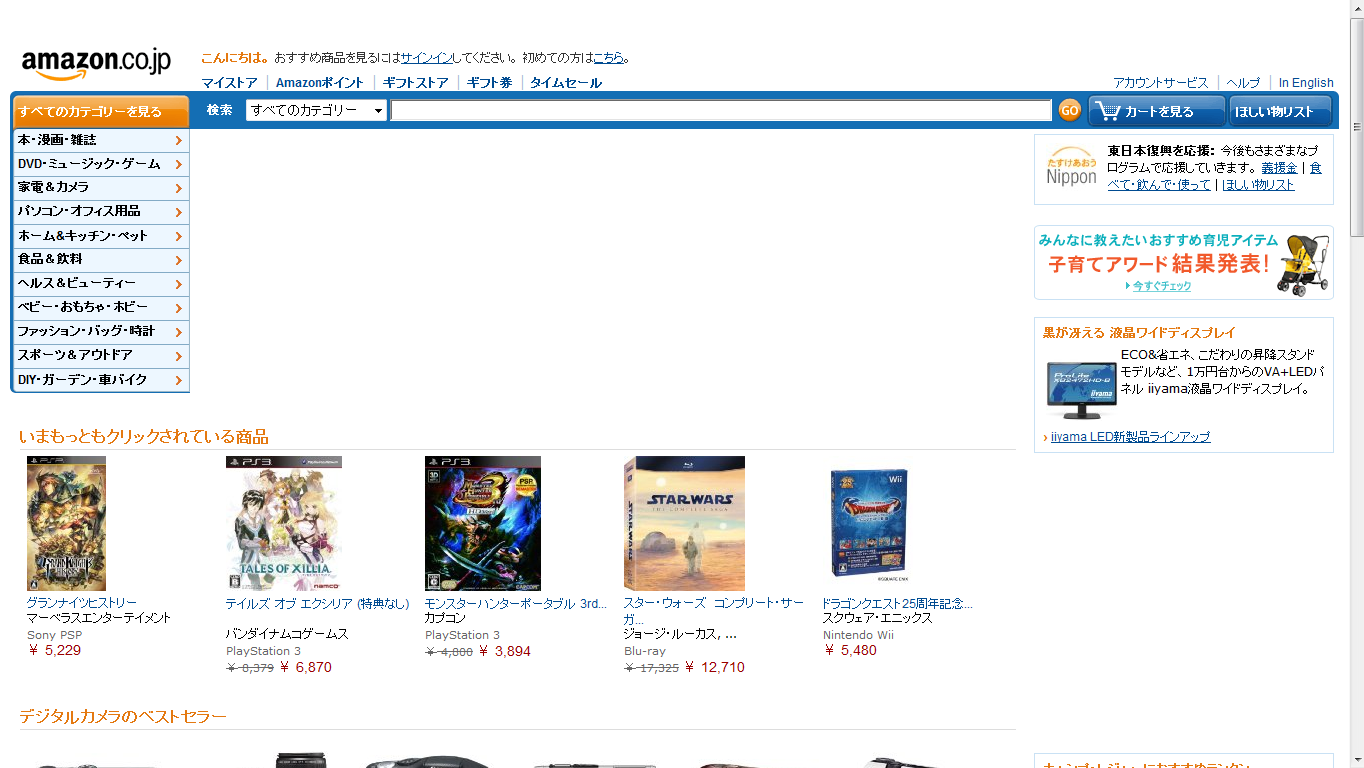 amazon.co.jp
こんにちは。おすすめ商品を見るにはサインインしてください。初めての方はこちら。
マイストア Amazonポイント ギフトストア ギフト券 タイムセール
アカウントサービス ヘルプ In English
すべてのカテゴリーを見る
検索 すべてのカテゴリー GO カートを見る ほしい物リスト
本・漫画・雑誌
DVD・ミュージック・ゲーム
家電＆カメラ
パソコン・オフィス用品
ホーム&キッチン・ペット
食品＆飲料
ヘルス＆ビューティー
ベビー・おもちゃ・ホビー
ファッション・バッグ・時計
スポーツ＆アウトドア
DIY・ガーデン・車バイク
たすけあおう
Nippon
東日本復興を応援: 今後もさまざまなプ
ログラムで応援していきます。義援金 | 食
べて・飲んで・使って | ほしい物リスト
みんなに教えたいおすすめ育児アイテム
子育てアワード 結果発表!
今すぐチェック
黒が冴える 液晶ワイドディスプレイ
ECO&省エネ、こだわりの昇降スタンド
モデルなど、1万円台からのVA+LEDパ
ネル iiyama液晶ワイドディスプレイ。
ProLite
XB2472HD-B
iiyama
› iiyama LED新製品ラインアップ
いまもっともクリックされている商品
PSP
グランナイツヒストリー
マーベラスエンターテイメント
Sony PSP
￥ 5,229
PS3
TALES OF XILLIA
namco
テイルズ オブ エクシリア (特典なし)
バンダイナムコゲームス
PlayStation 3
￥ 8,379 ￥ 6,870
PS3
3D
PSP
MONSTER HUNTER
3
CAPCOM
モンスターハンターポータブル 3rd...
カプコン
PlayStation 3
￥ 4,800 ￥ 3,894
STAR WARS
THE COMPLETE SAGA
STAR WARS
スター・ウォーズ コンプリート・サー
ガ...
ジョージ・ルーカス, ...
Blu-ray
￥ 17,325 ￥ 12,710
Wii
DRAGON QUEST
©SQUARE ENIX
ドラゴンクエスト25周年記念...
スクウェア・エニックス
Nintendo Wii
￥ 5,480
デジタルカメラのベストセラー